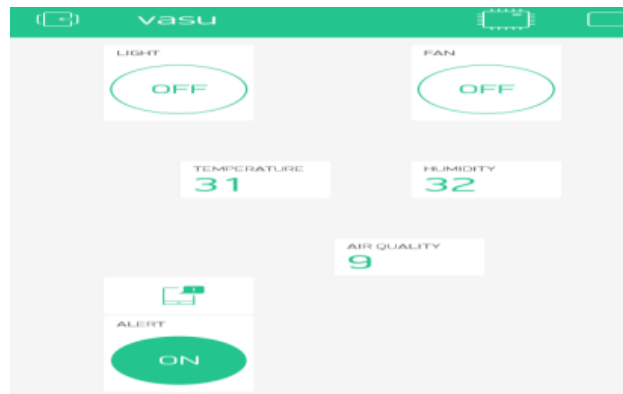 vasu
LIGHT
FAN
OFF
OFF
TEMPERATURE
HUMIDITY
31
32
AIR QUALITY
9
ALERT
ON